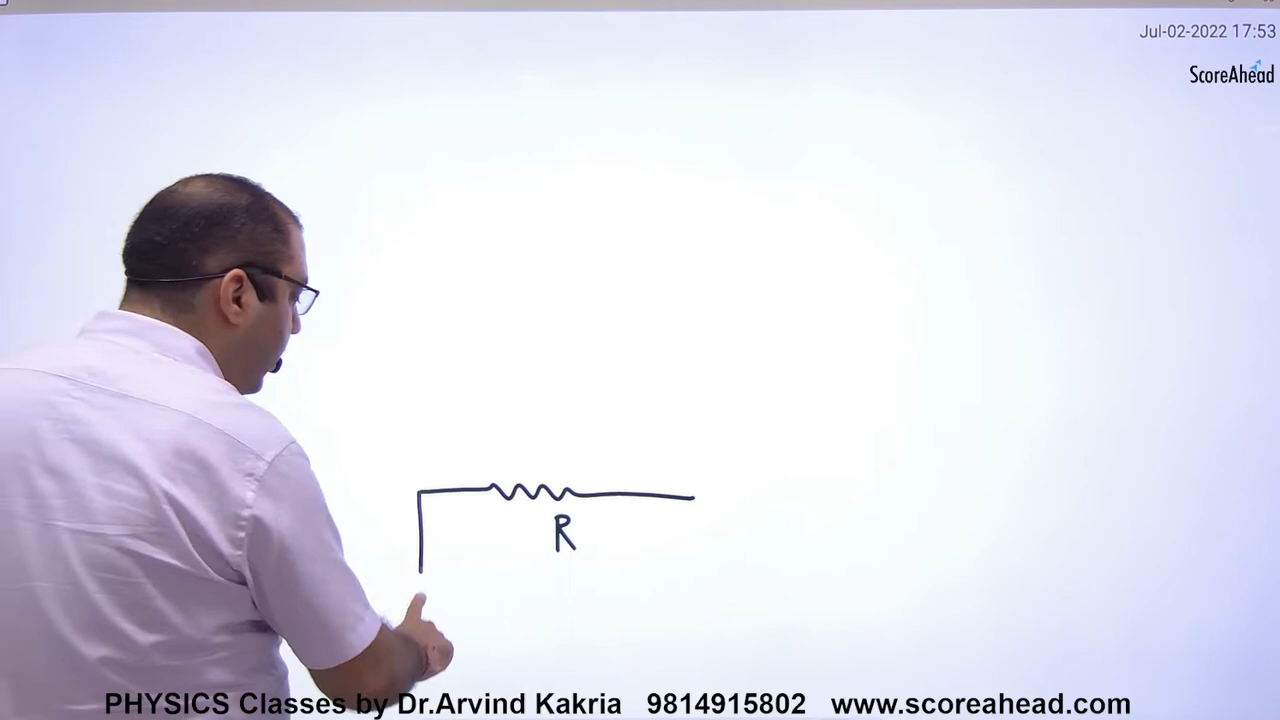 Jul-02-2022 17:53
ScoreAhead
R
PHYSICS Classes by Dr.Arvind Kakria 9814915802 www.scoreahead.com